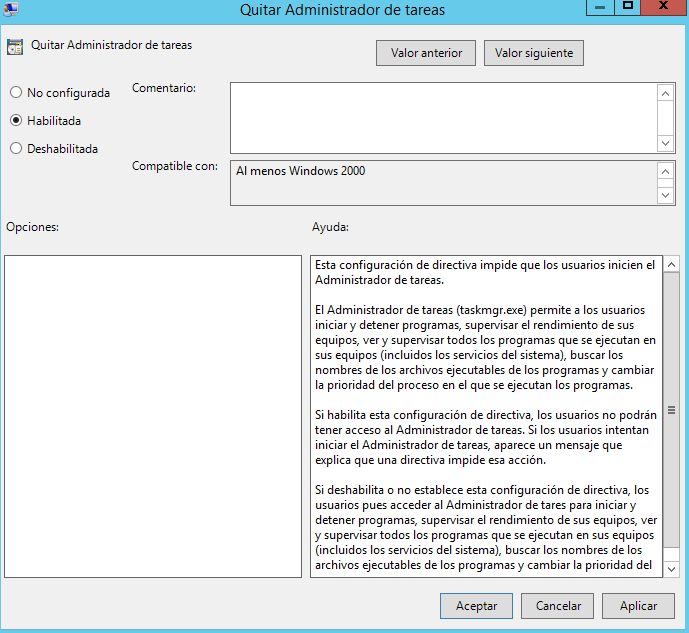 Quitar Administrador de tareas
Quitar Administrador de tareas
Valor anterior
Valor siguiente
No configurada
Comentario:
Habilitada
Deshabilitada
Compatible con:
Al menos Windows 2000
Opciones:
Ayuda:
Esta configuración de directiva impide que los usuarios inicien el
Administrador de tareas.
El Administrador de tareas (taskmgr.exe) permite a los usuarios
iniciar y detener programas, supervisar el rendimiento de sus
equipos, ver y supervisar todos los programas que se ejecutan en
sus equipos (incluidos los servicios del sistema), buscar los
nombres de los archivos ejecutables de los programas y cambiar
la prioridad del proceso en el que se ejecutan los programas.
Si habilita esta configuración de directiva, los usuarios no podrán
tener acceso al Administrador de tareas. Si los usuarios intentan
iniciar el Administrador de tareas, aparece un mensaje que
explica que una directiva impide esa acción.
Si deshabilita o no establece esta configuración de directiva, los
usuarios pues acceder al Administrador de tares para iniciar y
detener programas, supervisar el rendimiento de sus equipos, ver
y supervisar todos los programas que se ejecutan en sus equipos
(incluidos los servicios del sistema), buscar los nombres de los
archivos ejecutables de los programas y cambiar la prioridad del
Aceptar
Cancelar
Aplicar